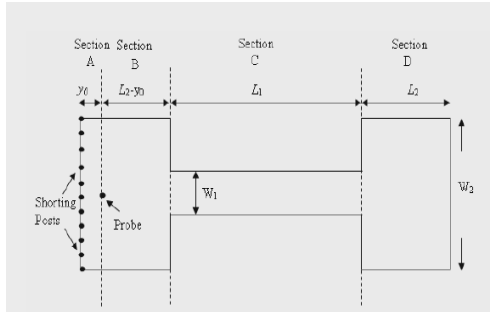 Section Section Section Section
A B C D
y0 L2-y0 L1 L2
W1 W2
Shorting
Posts
Probe